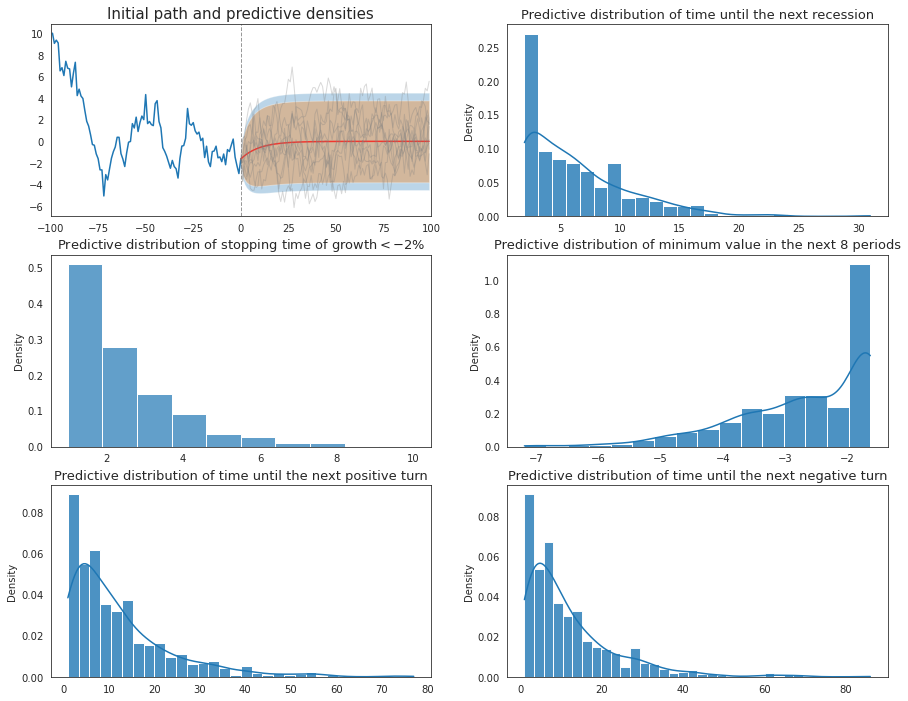 Initial path and predictive densities
10
8
6
4
2
0
−2
−4
−6
−100 −75 −50 −25 0 25 50 75 100
Predictive distribution of time until the next recession
Density
0.25
0.20
0.15
0.10
0.05
0.00
5 10 15 20 25 30
Predictive distribution of stopping time of growth < −2%
Density
0.5
0.4
0.3
0.2
0.1
0.0
2 4 6 8 10
Predictive distribution of minimum value in the next 8 periods
Density
1.0
0.8
0.6
0.4
0.2
0.0
−7 −6 −5 −4 −3 −2
Predictive distribution of time until the next positive turn
Density
0.08
0.06
0.04
0.02
0.00
0 10 20 30 40 50 60 70 80
Predictive distribution of time until the next negative turn
Density
0.08
0.06
0.04
0.02
0.00
0 20 40 60 80